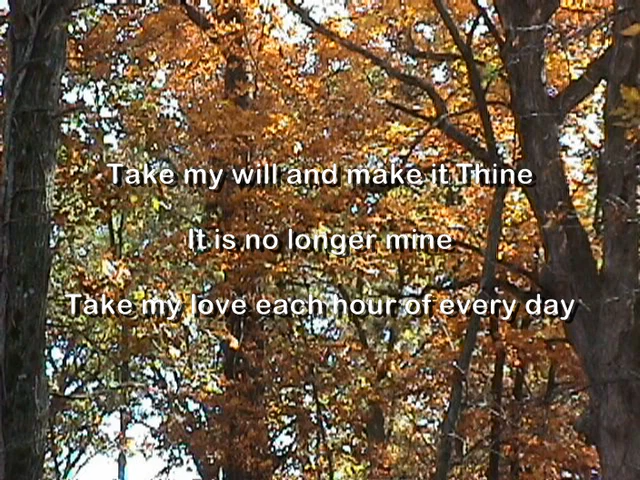 Take my will and make it Thine
It is no longer mine
Take my love each hour of every day